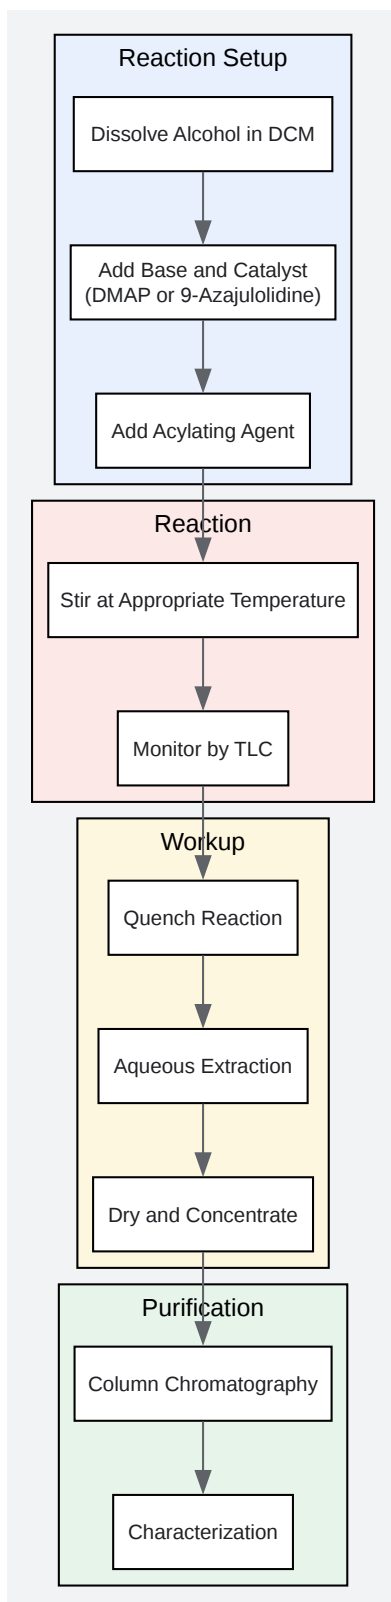 Reaction Setup
Dissolve Alcohol in DCM
Add Base and Catalyst
(DMAP or 9-Azajulolidine)
Add Acylating Agent
Reaction
Stir at Appropriate Temperature
Monitor by TLC
Workup
Quench Reaction
Aqueous Extraction
Dry and Concentrate
Purification
Column Chromatography
Characterization